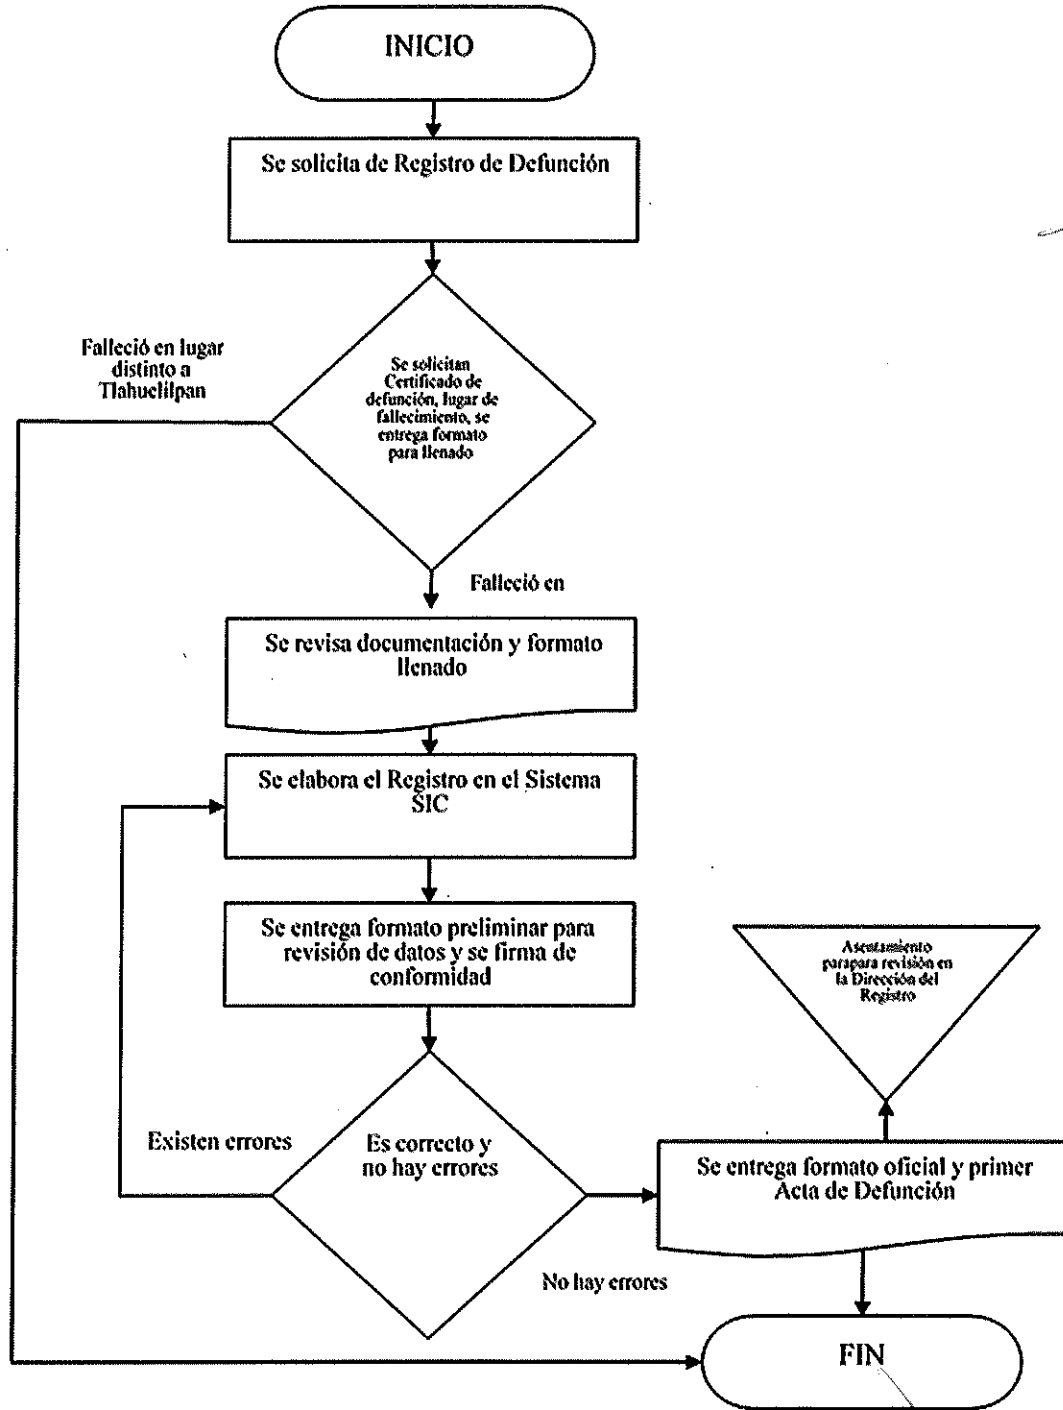 INICIO
Se solicita de Registro de Defunción
Falleció en lugar
distinto a
Tlahuelilpan
Se solicitan
Certificado de
defunción, lugar de
fallecimiento, se
entrega formato
para llenado
Falleció en
Se revisa documentación y formato
llenado
Se elabora el Registro en el Sistema
SIC
Se entrega formato preliminar para
revisión de datos y se firma de
conformidad
Asentamiento
parapara revisión en
la Dirección del
Registro
Existen errores
Es correcto y
no hay errores
Se entrega formato oficial y primer
Acta de Defunción
No hay errores
FIN